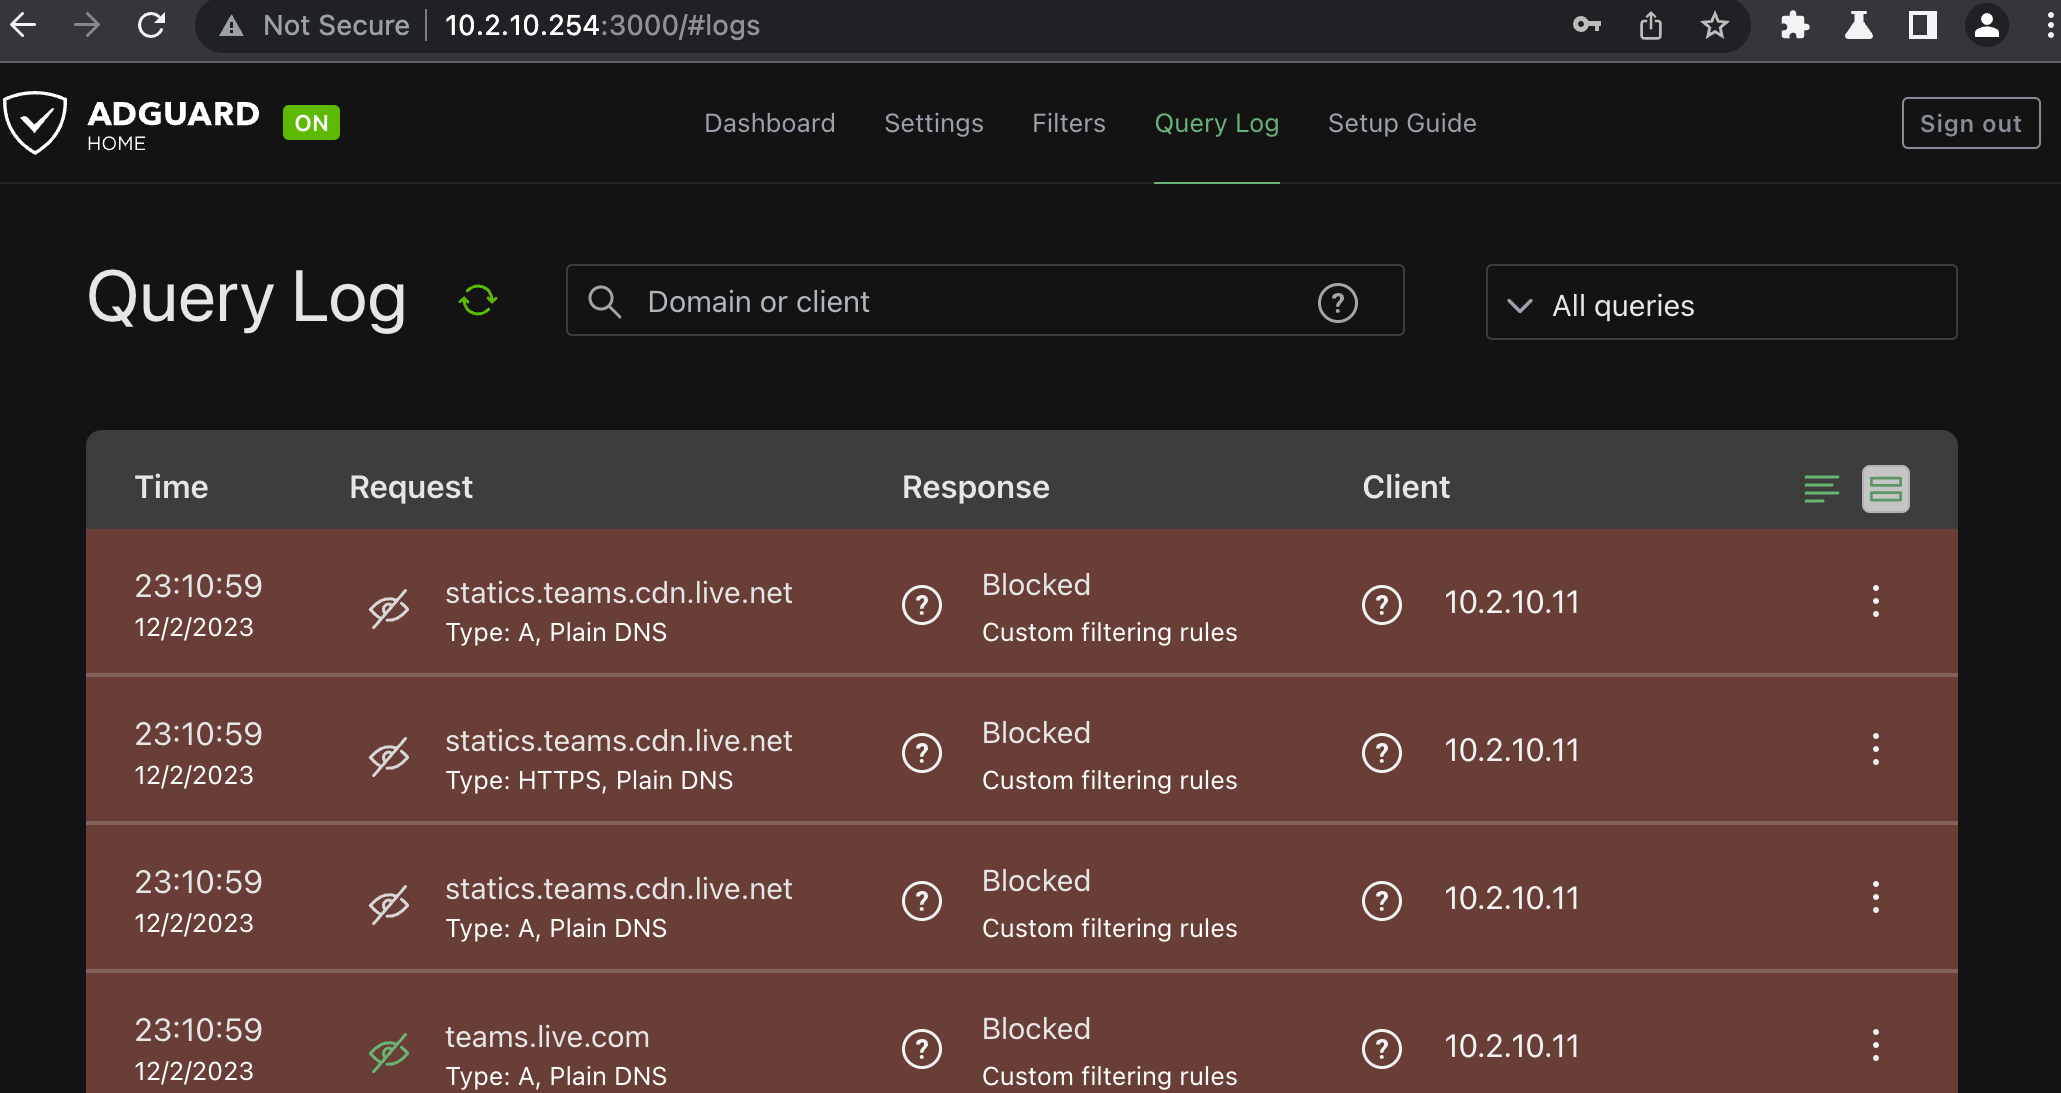 Not Secure | 10.2.10.254:3000/#logs
ADGUARD
HOME
ON
Dashboard Settings Filters Query Log Setup Guide
Sign out
Query Log
Domain or client ?
All queries
Time Request Response Client
23:10:59
12/2/2023
statics.teams.cdn.live.net
Type: A, Plain DNS
? Blocked
Custom filtering rules
? 10.2.10.11
23:10:59
12/2/2023
statics.teams.cdn.live.net
Type: HTTPS, Plain DNS
? Blocked
Custom filtering rules
? 10.2.10.11
23:10:59
12/2/2023
statics.teams.cdn.live.net
Type: A, Plain DNS
? Blocked
Custom filtering rules
? 10.2.10.11
23:10:59
12/2/2023
teams.live.com
Type: A, Plain DNS
? Blocked
Custom filtering rules
? 10.2.10.11